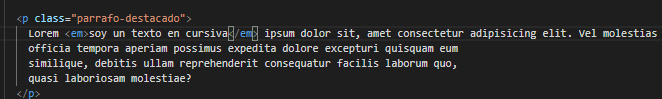 <p class="parrafo-destacado">
Lorem <em>soy un texto en cursiva</em> ipsum dolor sit, amet consectetur adipisicing elit. Vel molestias
officia tempora aperiam possimus expedita dolore excepturi quisquam eum
similique, debitis ullam reprehenderit consequatur facilis laborum quo,
quasi laboriosam molestiae?
</p>